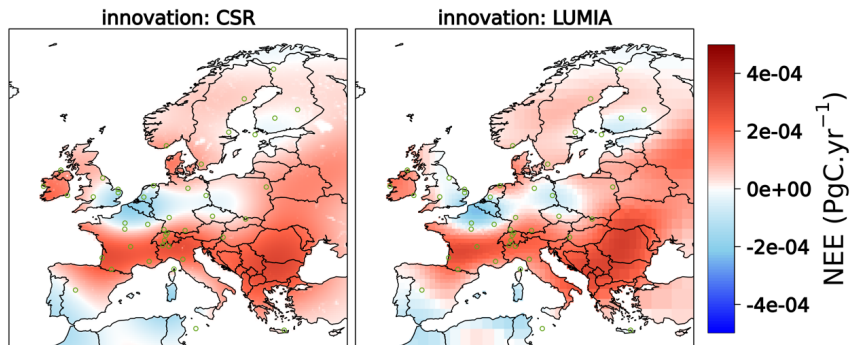 innovation: CSR
innovation: LUMIA
4e-04
2e-04
0e+00
-2e-04
-4e-04
NEE (PgC.yr⁻¹)